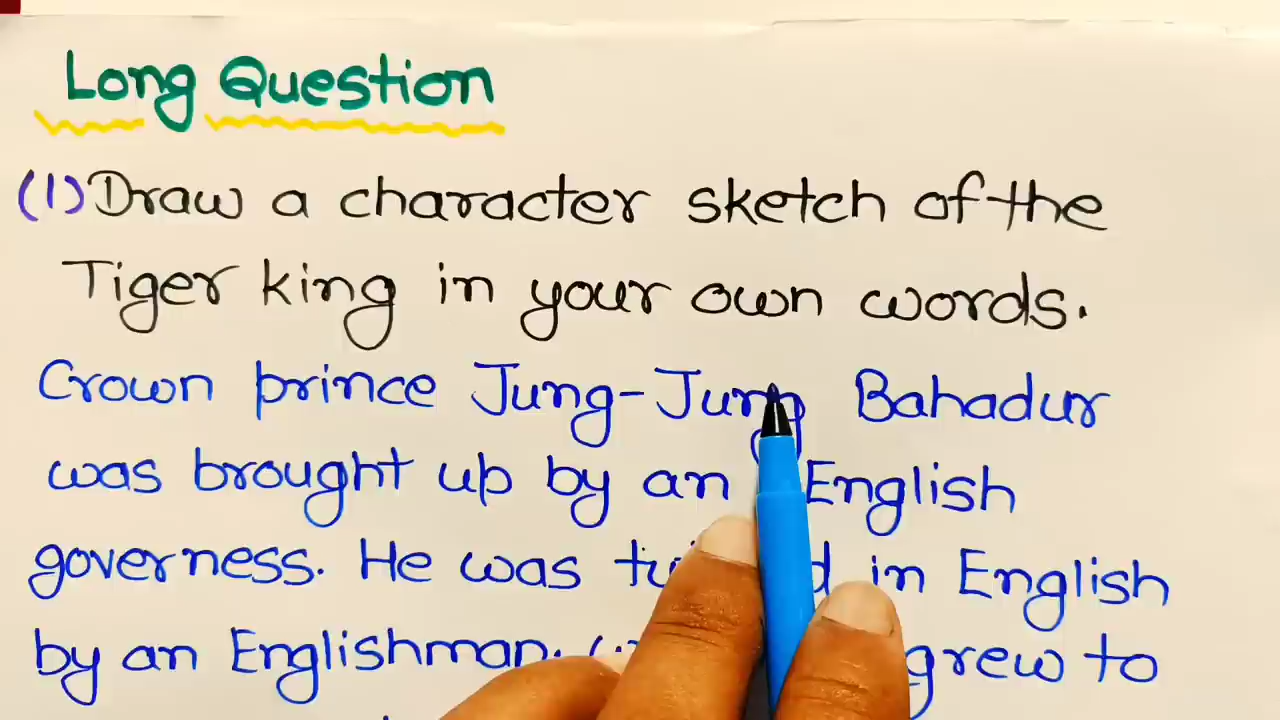 Long Question
(1) Draw a character sketch of the
Tiger king in your own words.
Crown prince Jung-Jung Bahadur
was brought up by an English
governess. He was in English
by an Englishman. grew to